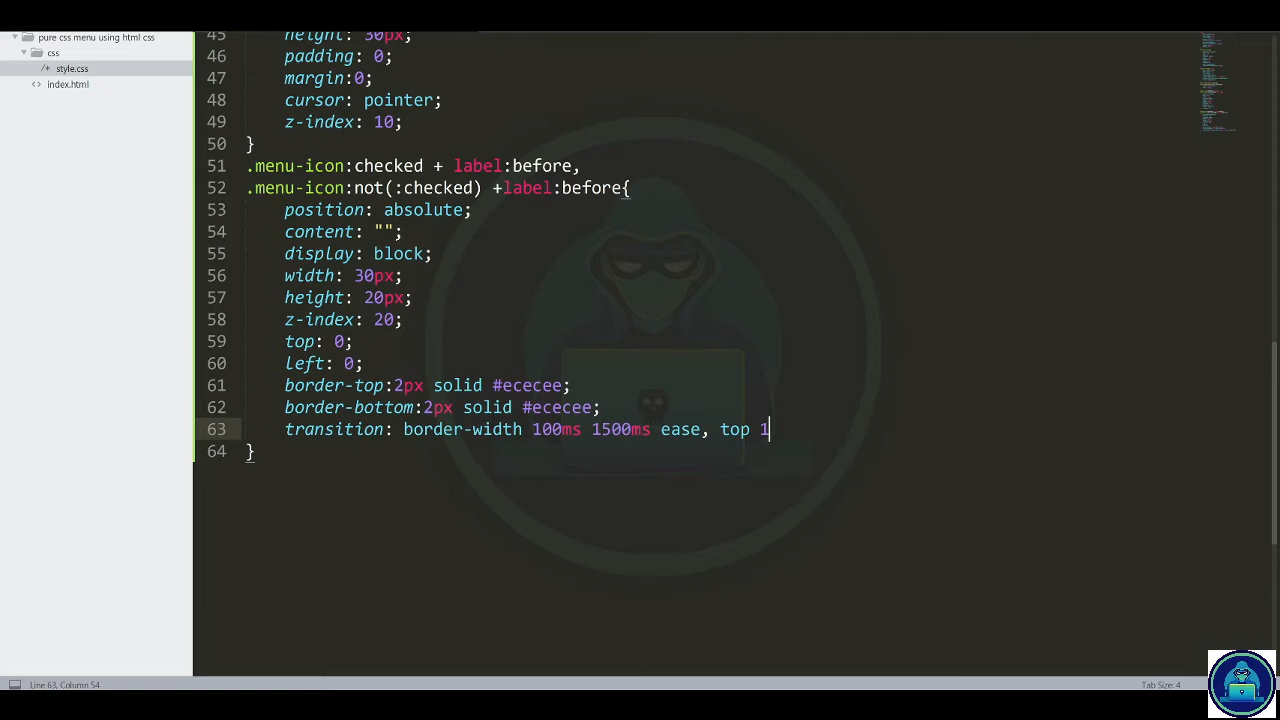 pure css menu using html css
css
style.css
index.html
45 height: 30px;
46 padding: 0;
47 margin:0;
48 cursor: pointer;
49 z-index: 10;
50 }
51 .menu-icon:checked + label:before,
52 .menu-icon:not(:checked) +label:before{
53 position: absolute;
54 content: "";
55 display: block;
56 width: 30px;
57 height: 20px;
58 z-index: 20;
59 top: 0;
60 left: 0;
61 border-top:2px solid #ececee;
62 border-bottom:2px solid #ececee;
63 transition: border-width 100ms 1500ms ease, top 1
64 }
Line 63, Column 54
Tab Size: 4